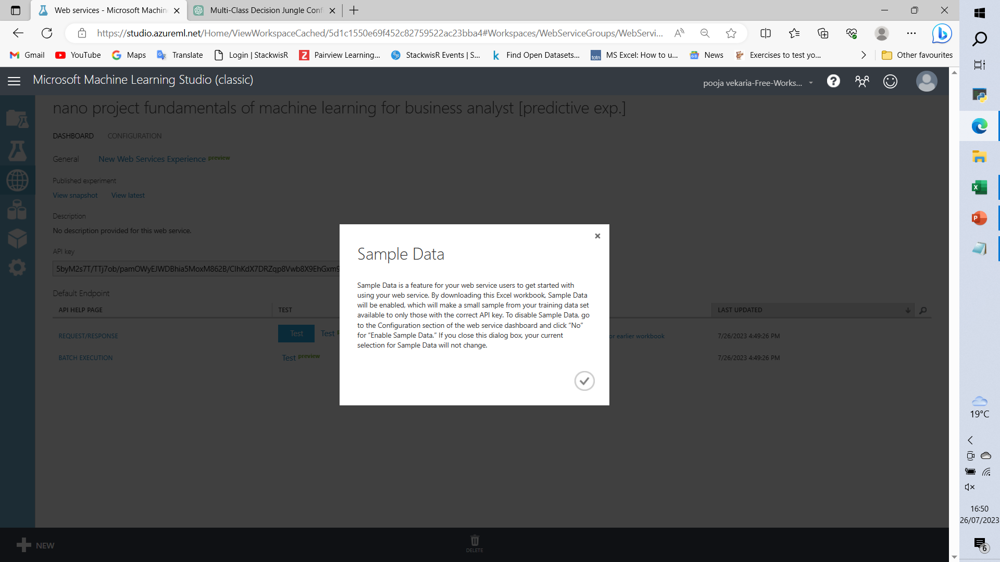 Web services - Microsoft Machin
Multi-Class Decision Jungle Conf
https://studio.azureml.net/Home/ViewWorkspaceCached/5d1c1550e69f452c82759522ac23bba4#Workspaces/WebServiceGroups/WebServi...
Gmail
YouTube
Maps
Translate
Login | StackwisR
Pairview Learning...
StackwisR Events | S...
Find Open Datasets...
MS Excel: How to u...
News
Exercises to test yo...
Other favourites
Microsoft Machine Learning Studio (classic)
pooja vekaria-Free-Works...
nano project fundamentals of machine learning for business analyst [predictive exp.]
DASHBOARD
CONFIGURATION
General
New Web Services Experience preview
Published experiment
View snapshot
View latest
Description
No description provided for this web service.
API key
5byM2s7T/TTj7ob/pamOWyEJWDBhia5MoxM862B/CIhKdX7DRZqp8Vwb8X9EhGxm9
Default Endpoint
API HELP PAGE
TEST
LAST UPDATED
REQUEST/RESPONSE
Test
Test
or earlier workbook
7/26/2023 4:49:26 PM
BATCH EXECUTION
Test preview
7/26/2023 4:49:26 PM
Sample Data
Sample Data is a feature for your web service users to get started with
using your web service. By downloading this Excel workbook, Sample Data
will be enabled, which will make a small sample from your training data set
available to only those with the correct API key. To disable Sample Data, go
to the Configuration section of the web service dashboard and click “No”
for “Enable Sample Data.” If you close this dialog box, your current
selection for Sample Data will not change.
NEW
DELETE
19°C
16:50
26/07/2023
6